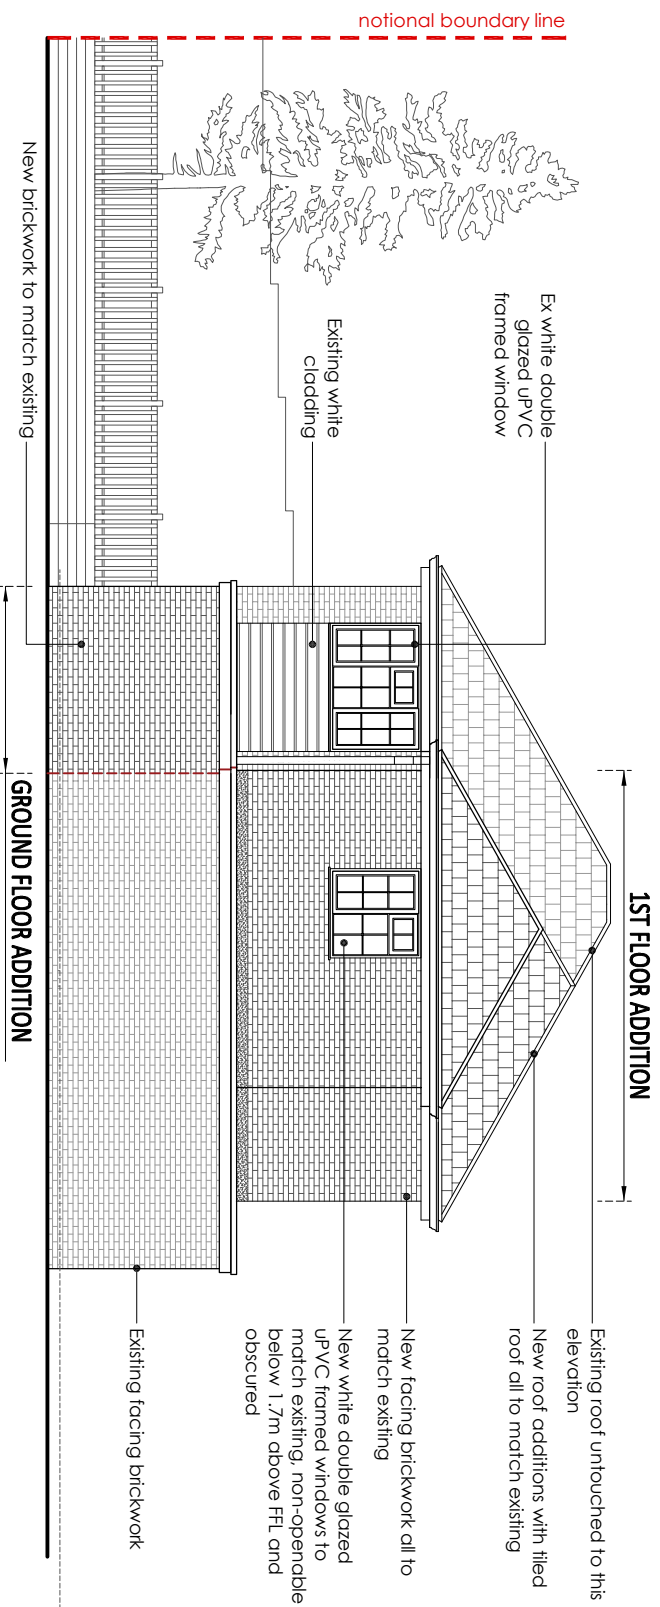 notional boundary line
1ST FLOOR ADDITION
Ex white double
glazed uPVC
framed window
Existing white
cladding
New brickwork to match existing
GROUND FLOOR ADDITION
Existing roof untouched to this
elevation
New roof additions with tiled
roof all to match existing
New facing brickwork all to
match existing
New white double glazed
uPVC framed windows to
match existing, non-openable
below 1.7m above FFL and
obscured
Existing facing brickwork